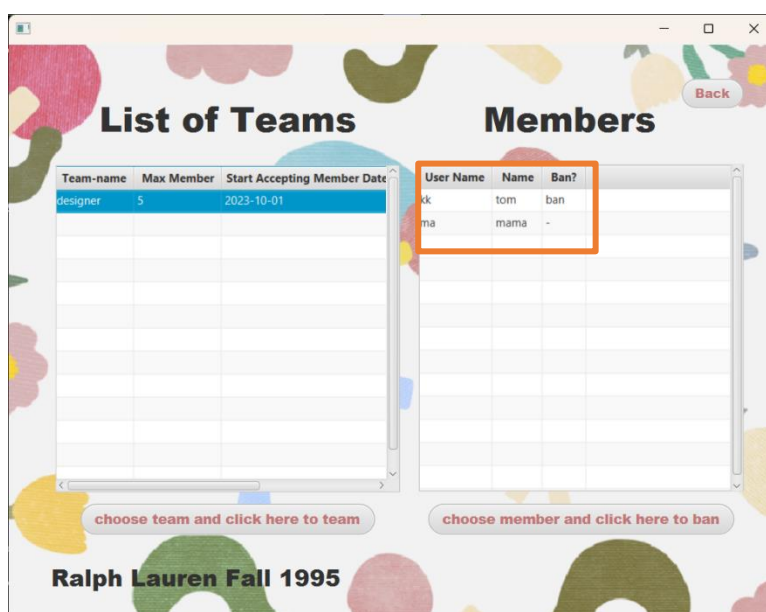 Back
List of Teams
Members
Team-name Max Member Start Accepting Member Date
designer 5 2023-10-01
User Name Name Ban?
kk tom ban
ma mama -
choose team and click here to team
choose member and click here to ban
Ralph Lauren Fall 1995